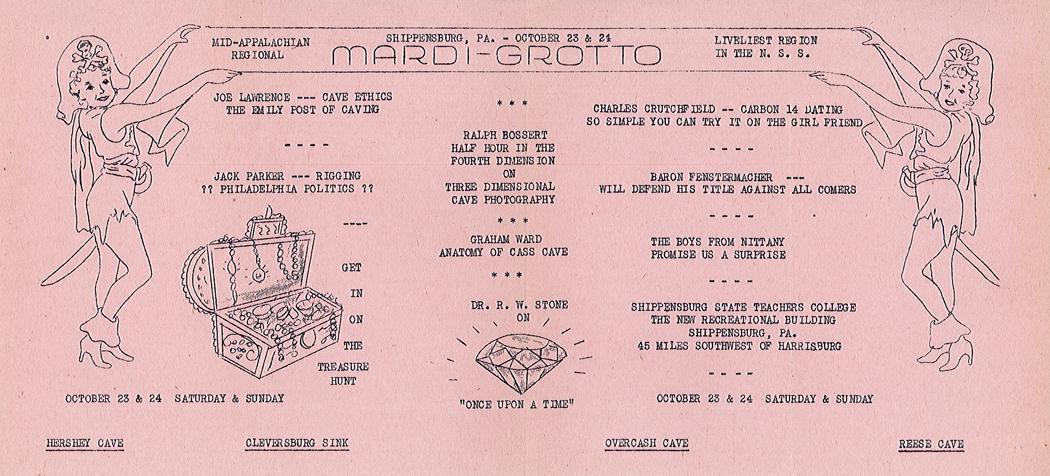 SHIPPENSBURG, PA. - OCTOBER 23 & 24
MID-APPALACHIAN
REGIONAL
MARDI-GROTTO
LIVELIEST REGION
IN THE N. S. S.
JOE LAWRENCE --- CAVE ETHICS
THE EMILY POST OF CAVING
- - - -
JACK PARKER --- RIGGING
?? PHILADELPHIA POLITICS ??
----
GET
IN
ON
THE
TREASURE
HUNT
OCTOBER 23 & 24 SATURDAY & SUNDAY
* * *
RALPH BOSSERT
HALF HOUR IN THE
FOURTH DIMENSION
ON
THREE DIMENSIONAL
CAVE PHOTOGRAPHY
* * *
GRAHAM WARD
ANATOMY OF CASS CAVE
* * *
DR. R. W. STONE
ON
"ONCE UPON A TIME"
CHARLES CRUTCHFIELD -- CARBON 14 DATING
SO SIMPLE YOU CAN TRY IT ON THE GIRL FRIEND
- - - -
BARON FENSTERMACHER ---
WILL DEFEND HIS TITLE AGAINST ALL COMERS
- - - -
THE BOYS FROM NITTANY
PROMISE US A SURPRISE
- - - -
SHIPPENSBURG STATE TEACHERS COLLEGE
THE NEW RECREATIONAL BUILDING
SHIPPENSBURG, PA.
45 MILES SOUTHWEST OF HARRISBURG
- - - -
OCTOBER 23 & 24 SATURDAY & SUNDAY
HERSHEY CAVE
CLEVERSBURG SINK
OVERCASH CAVE
REESE CAVE